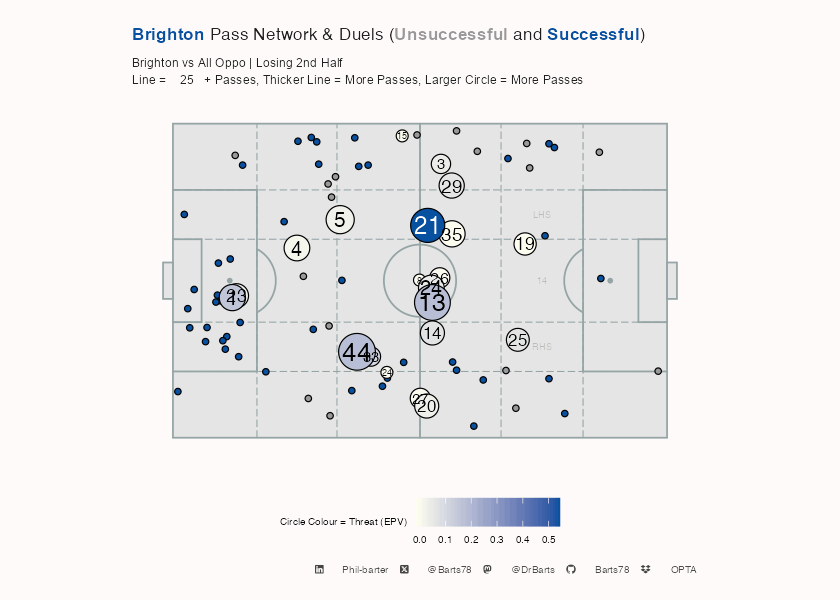 Brighton Pass Network & Duels (Unsuccessful and Successful)
Brighton vs All Oppo | Losing 2nd Half
Line = 25 + Passes, Thicker Line = More Passes, Larger Circle = More Passes
15
3
29
5
21
35
LHS
19
4
14
13
14
25
RHS
44
24
20
Circle Colour = Threat (EPV)
0.0 0.1 0.2 0.3 0.4 0.5
Phil-barter @Barts78 @DrBarts Barts78 OPTA